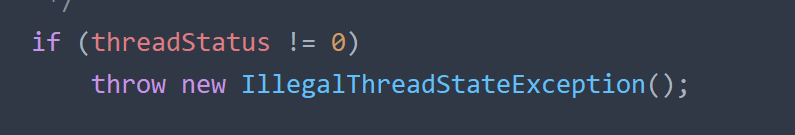 */
if (threadStatus != 0)
throw new IllegalThreadStateException();